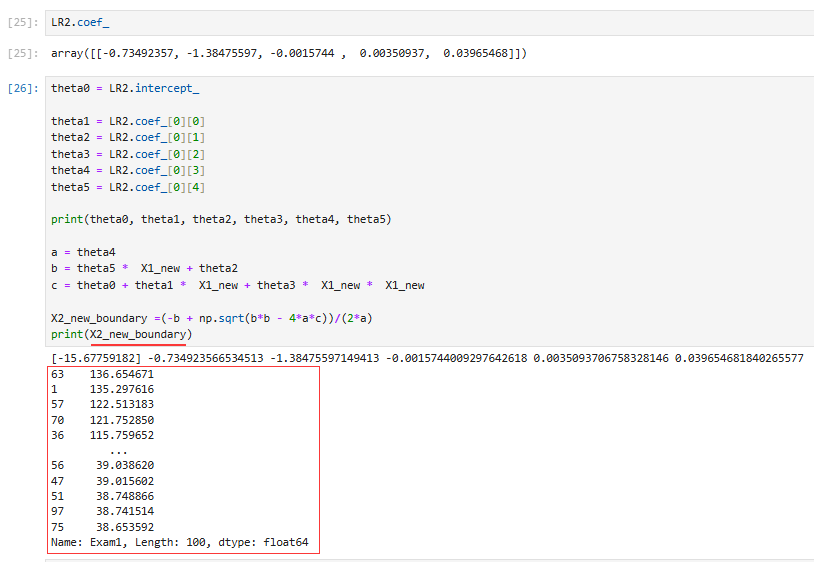 [25]: LR2.coef_
[25]: array([[-0.73492357, -1.38475597, -0.0015744 ,  0.00350937,  0.03965468]])
[26]: theta0 = LR2.intercept_
theta1 = LR2.coef_[0][0]
theta2 = LR2.coef_[0][1]
theta3 = LR2.coef_[0][2]
theta4 = LR2.coef_[0][3]
theta5 = LR2.coef_[0][4]
print(theta0, theta1, theta2, theta3, theta4, theta5)
a = theta4
b = theta5 *  X1_new + theta2
c = theta0 + theta1 *  X1_new + theta3 *  X1_new *  X1_new
X2_new_boundary =(-b + np.sqrt(b*b - 4*a*c))/(2*a)
print(X2_new_boundary)
[-15.67759182] -0.734923566534513 -1.38475597149413 -0.0015744009297642618 0.0035093706758328146 0.039654681840265577
63    136.654671
1     135.297616
57    122.513183
70    121.752850
36    115.759652
...
56     39.038620
47     39.015602
51     38.748866
97     38.741514
75     38.653592
Name: Exam1, Length: 100, dtype: float64